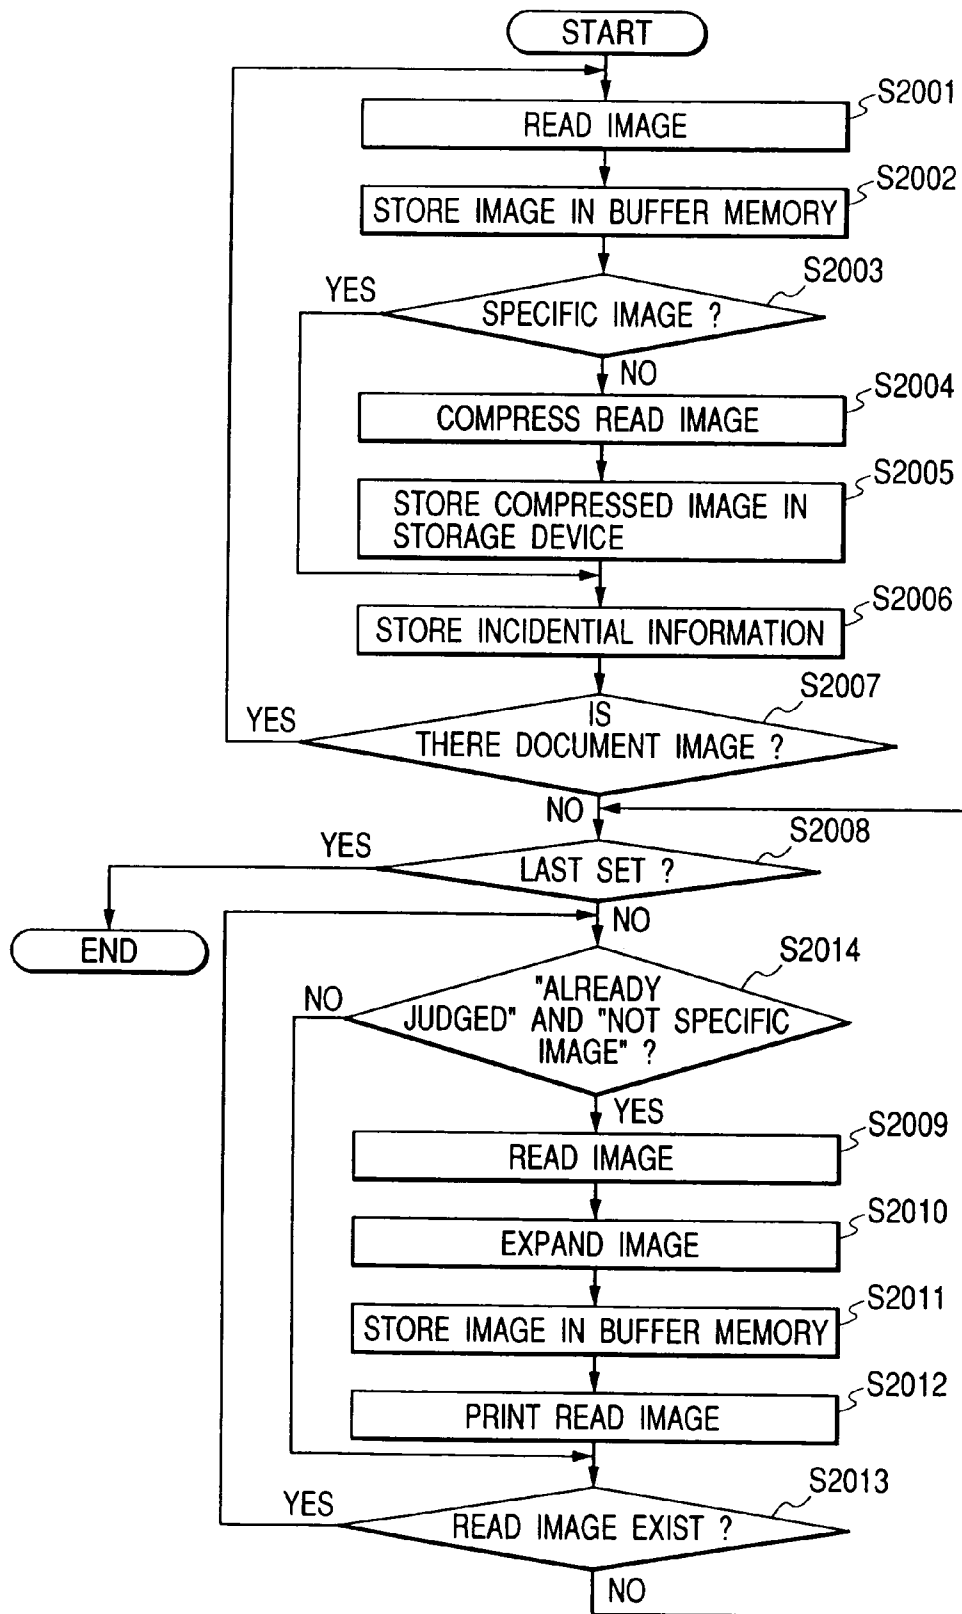 START
S2001
READ IMAGE
S2002
STORE IMAGE IN BUFFER MEMORY
S2003
YES
SPECIFIC IMAGE ?
NO
S2004
COMPRESS READ IMAGE
S2005
STORE COMPRESSED IMAGE IN
STORAGE DEVICE
S2006
STORE INCIDENTIAL INFORMATION
S2007
YES
IS
THERE DOCUMENT IMAGE ?
NO
S2008
YES
LAST SET ?
NO
END
S2014
NO
"ALREADY
JUDGED" AND "NOT SPECIFIC
IMAGE" ?
YES
S2009
READ IMAGE
S2010
EXPAND IMAGE
S2011
STORE IMAGE IN BUFFER MEMORY
S2012
PRINT READ IMAGE
S2013
YES
READ IMAGE EXIST ?
NO